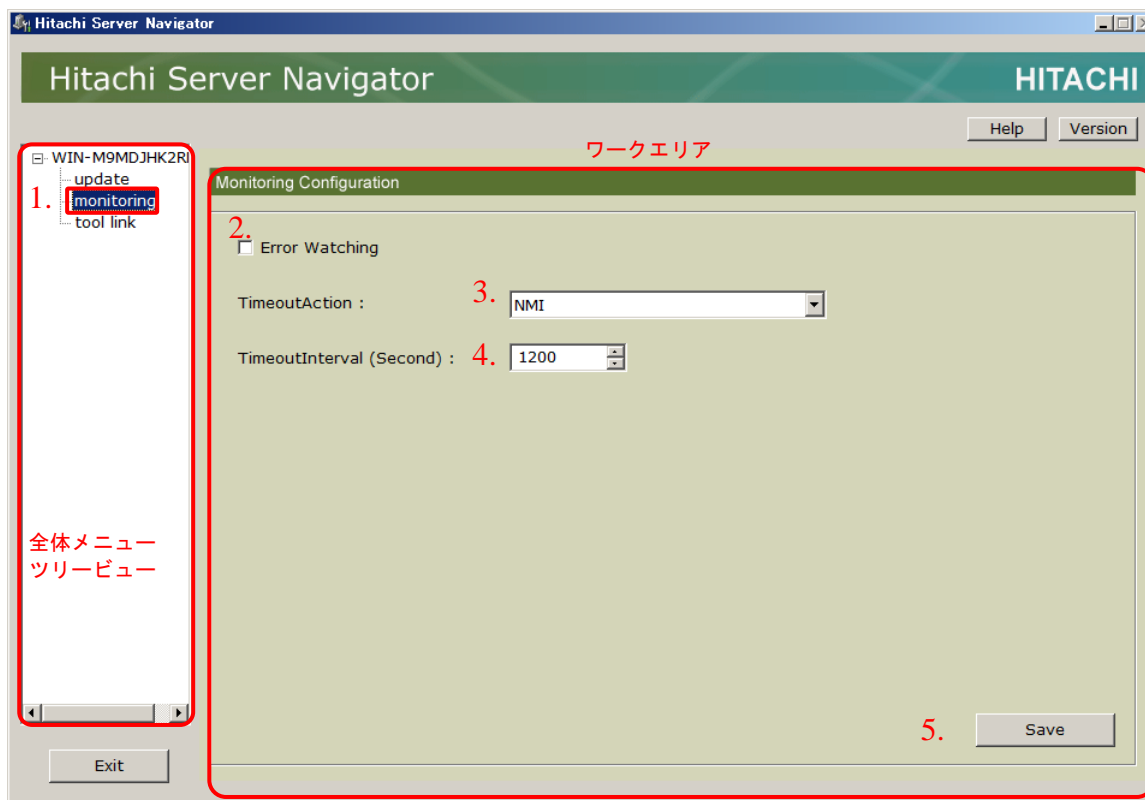 Hitachi Server Navigator
Hitachi Server Navigator
HITACHI
Help
Version
ワークエリア
WIN-M9MDJHK2R
update
1. monitoring
tool link
Monitoring Configuration
2.
Error Watching
TimeoutAction : 3. NMI
TimeoutInterval (Second) : 4. 1200
全体メニュー
ツリービュー
5. Save
Exit